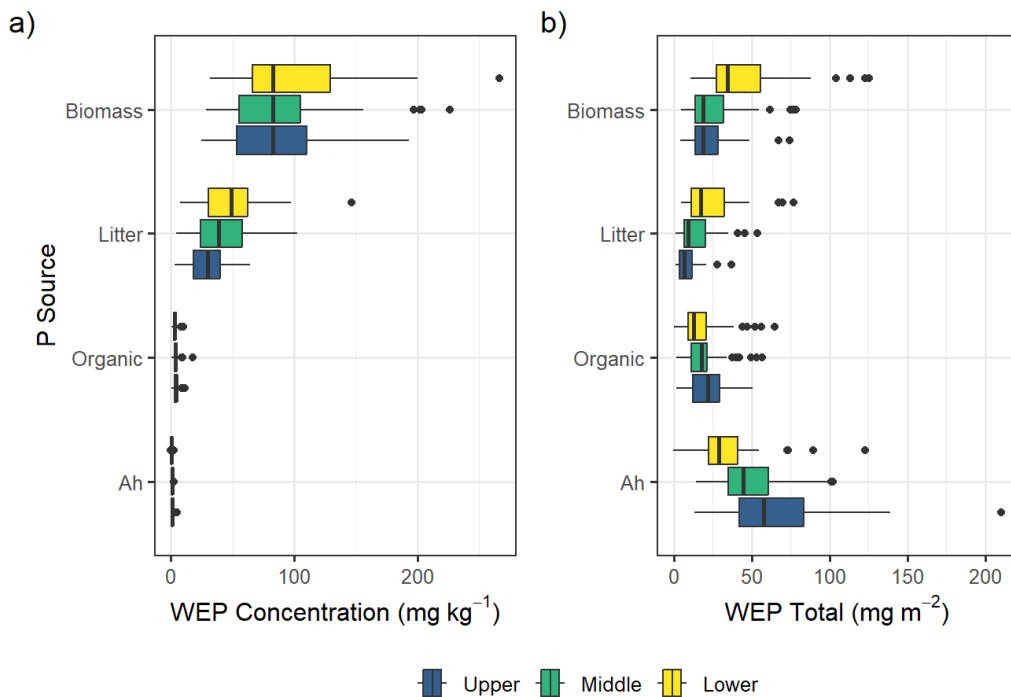 a)
P Source
Biomass
Litter
Organic
Ah
0 100 200
WEP Concentration (mg kg⁻¹)
b)
Biomass
Litter
Organic
Ah
0 50 100 150 200
WEP Total (mg m⁻²)
Upper Middle Lower